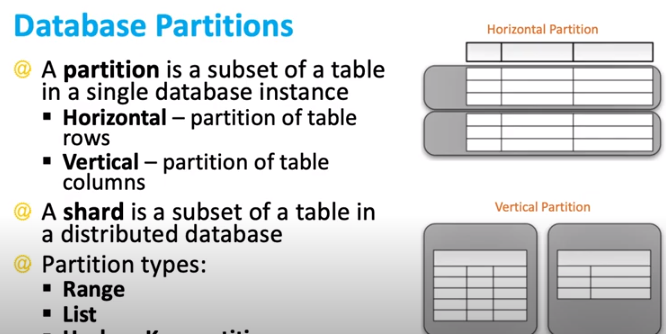 Database Partitions
@ A partition is a subset of a table
in a single database instance
▪ Horizontal – partition of table
rows
▪ Vertical – partition of table
columns
@ A shard is a subset of a table in
a distributed database
@ Partition types:
▪ Range
▪ List
Horizontal Partition
Vertical Partition